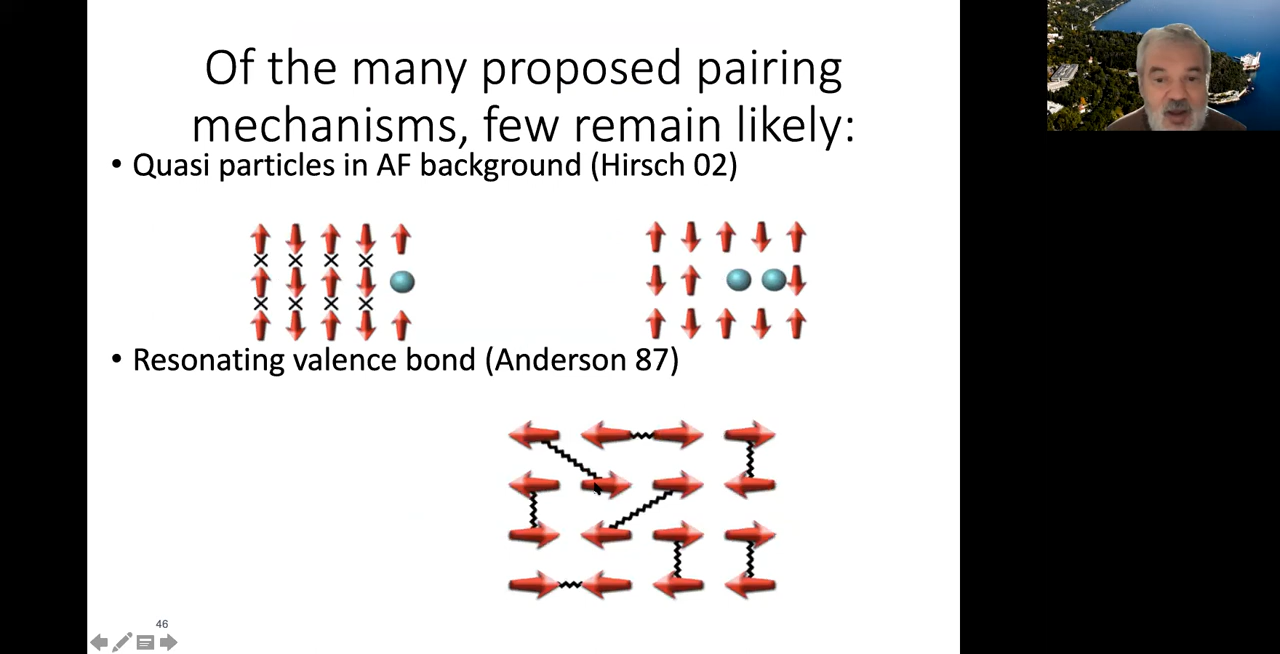 Of the many proposed pairing
mechanisms, few remain likely:
• Quasi particles in AF background (Hirsch 02)
• Resonating valence bond (Anderson 87)
46